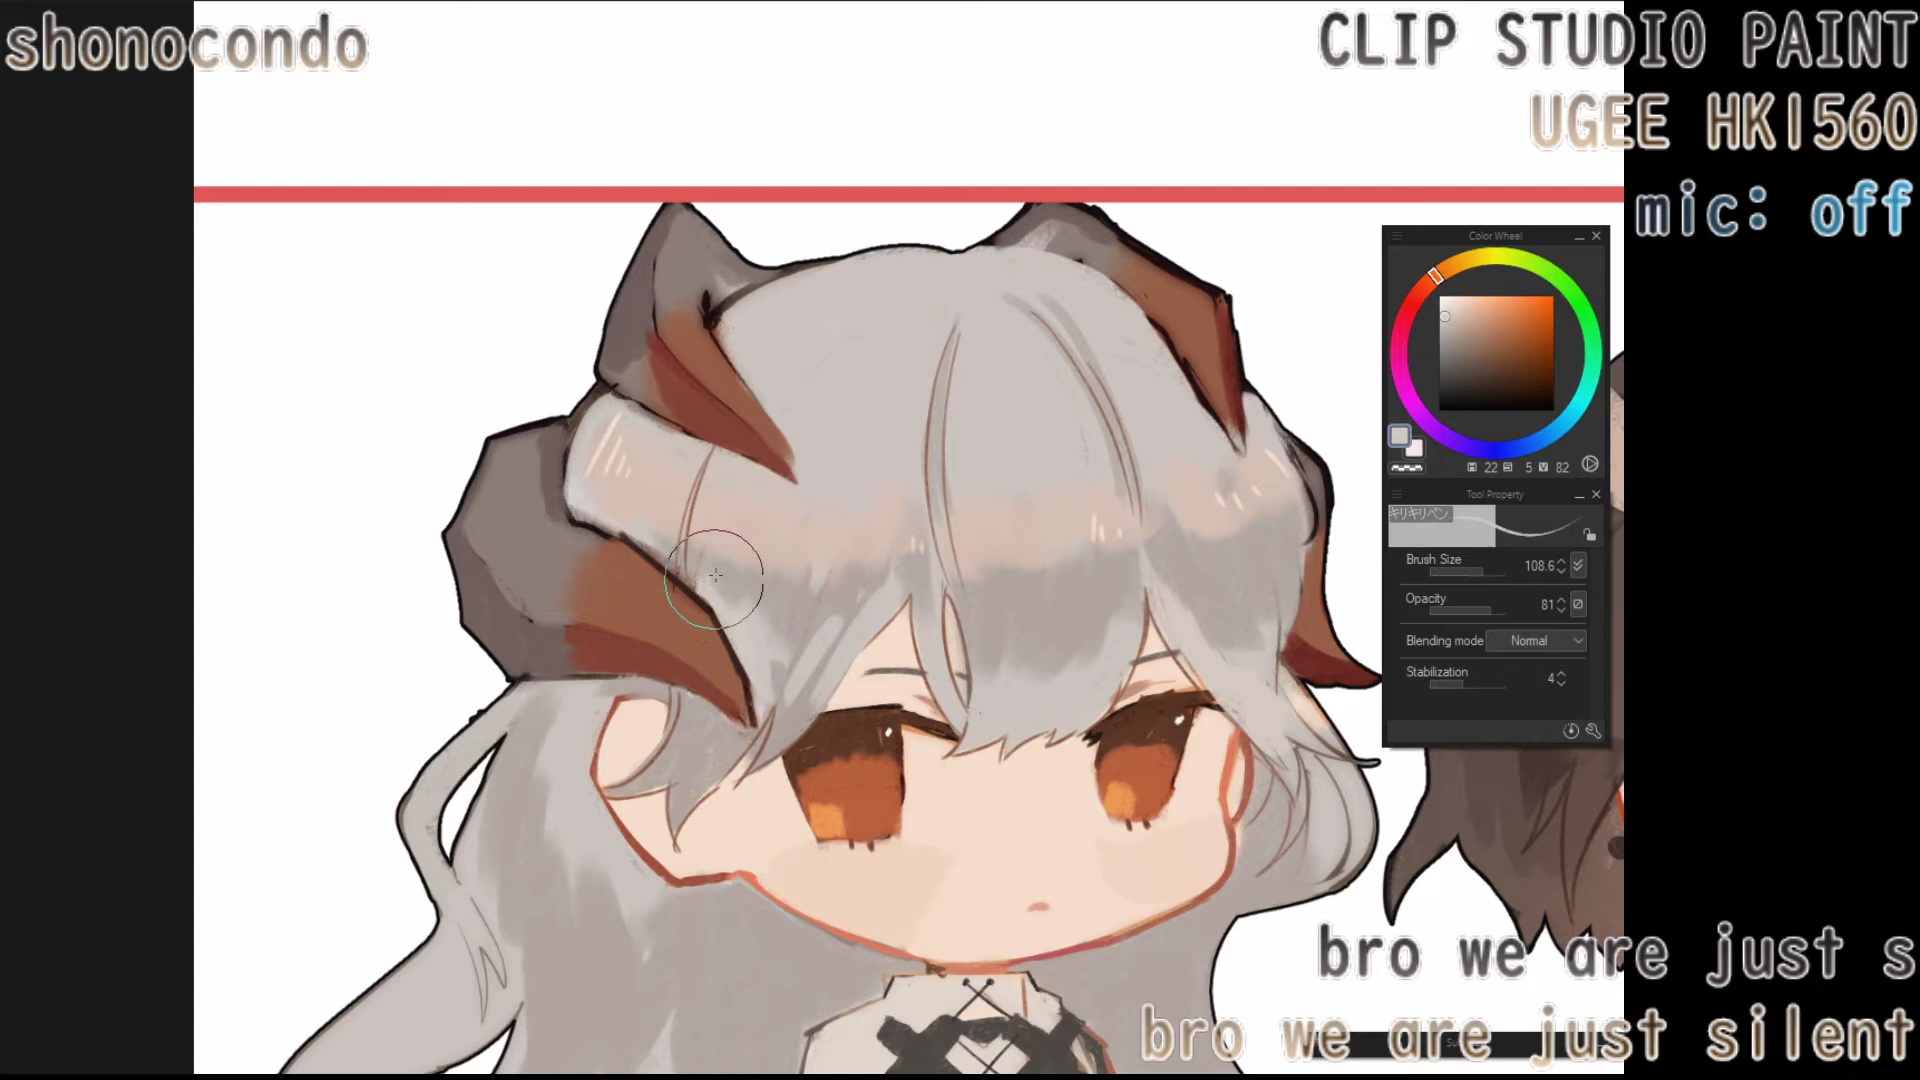 shonocondo
CLIP STUDIO PAINT
UGEE HK1560
mic: off
Color Wheel
H 22 S 5 V 82
Tool Property
キリキリペン
Brush Size 108.6
Opacity 81
Blending mode Normal
Stabilization 4
bro we are just s
bro we are just silent